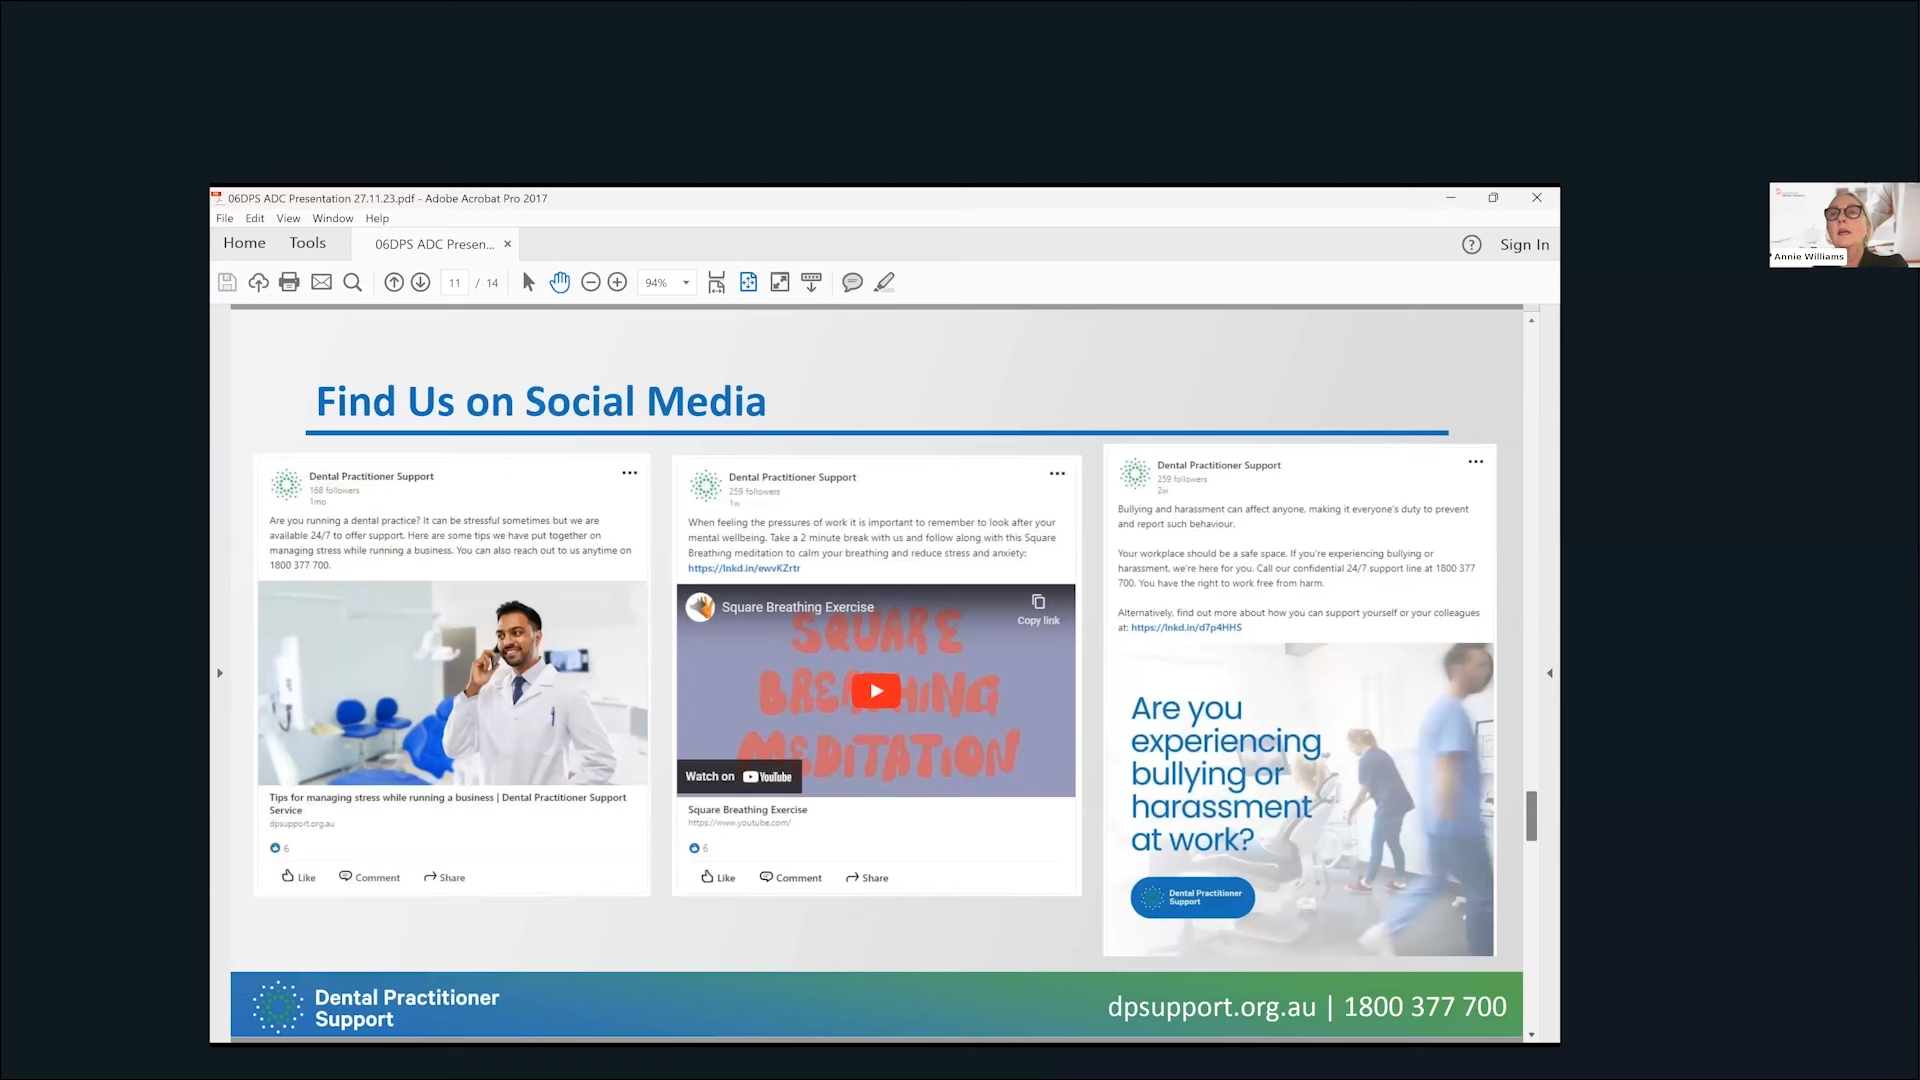 06DPS ADC Presentation 27.11.23.pdf - Adobe Acrobat Pro 2017
File Edit View Window Help
Home Tools 06DPS ADC Presen... Sign In
11 / 14 94%
Find Us on Social Media
Dental Practitioner Support
168 followers
1mo
Are you running a dental practice? It can be stressful sometimes but we are
available 24/7 to offer support. Here are some tips we have put together on
managing stress while running a business. You can also reach out to us anytime on
1800 377 700.
Tips for managing stress while running a business | Dental Practitioner Support
Service
dpsupport.org.au
6
Like Comment Share
Dental Practitioner Support
259 followers
1w
When feeling the pressures of work it is important to remember to look after your
mental wellbeing. Take a 2 minute break with us and follow along with this Square
Breathing meditation to calm your breathing and reduce stress and anxiety:
https://lnkd.in/ewvKZrtr
Square Breathing Exercise
Copy link
SQUARE
BREATHING
MEDITATION
Watch on YouTube
Square Breathing Exercise
https://www.youtube.com/
6
Like Comment Share
Dental Practitioner Support
259 followers
2w
Bullying and harassment can affect anyone, making it everyone's duty to prevent
and report such behaviour.
Your workplace should be a safe space. If you're experiencing bullying or
harassment, we're here for you. Call our confidential 24/7 support line at 1800 377
700. You have the right to work free from harm.
Alternatively, find out more about how you can support yourself or your colleagues
at: https://lnkd.in/d7p4HHS
Are you
experiencing
bullying or
harassment
at work?
Dental Practitioner
Support
Dental Practitioner
Support
dpsupport.org.au | 1800 377 700
Annie Williams